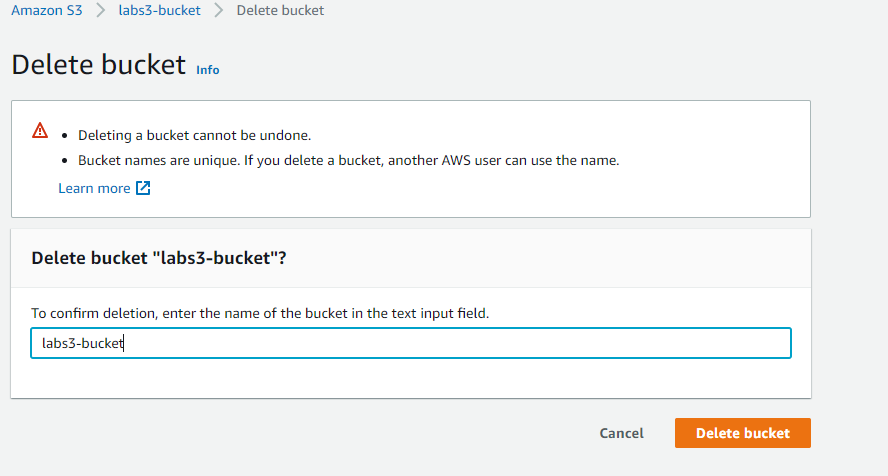 Amazon S3 > labs3-bucket > Delete bucket
Delete bucket Info
Deleting a bucket cannot be undone.
Bucket names are unique. If you delete a bucket, another AWS user can use the name.
Learn more
Delete bucket "labs3-bucket"?
To confirm deletion, enter the name of the bucket in the text input field.
labs3-bucket
Cancel Delete bucket